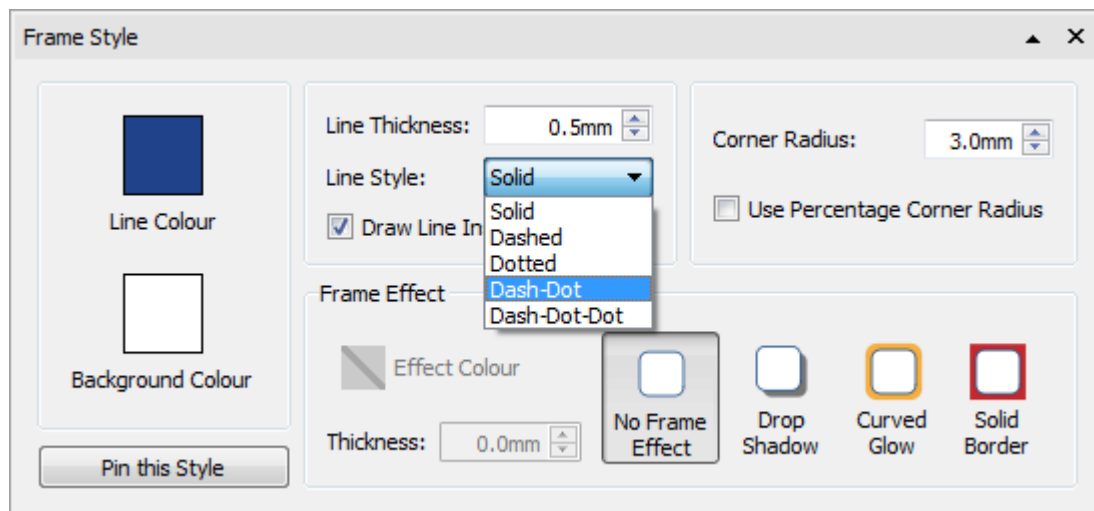 Frame Style
Line Colour
Background Colour
Pin this Style
Line Thickness: 0.5mm
Line Style: Solid
Solid
Dashed
Dotted
Dash-Dot
Dash-Dot-Dot
Draw Line In
Corner Radius: 3.0mm
Use Percentage Corner Radius
Frame Effect
Effect Colour
Thickness: 0.0mm
No Frame
Effect
Drop
Shadow
Curved
Glow
Solid
Border